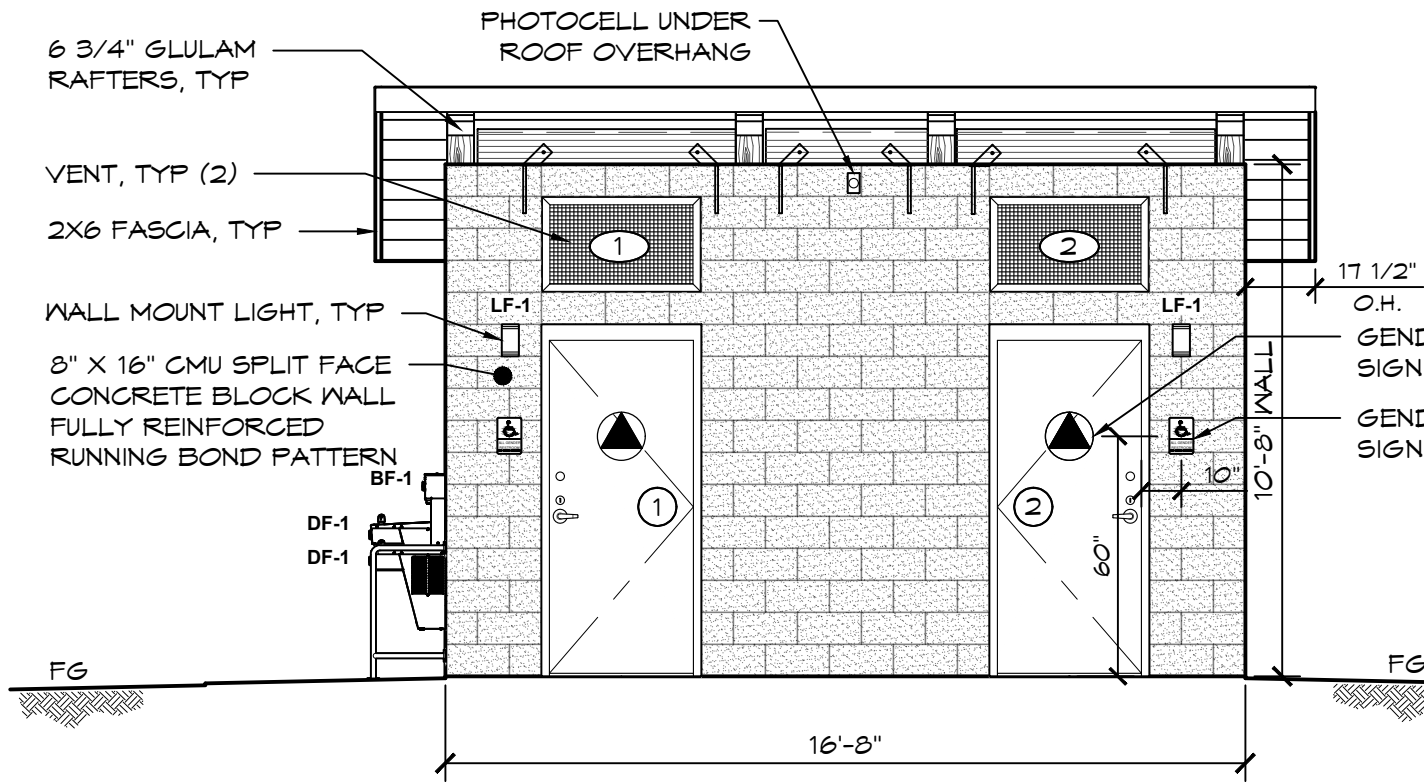 PHOTOCELL UNDER
ROOF OVERHANG
6 3/4" GLULAM
RAFTERS, TYP
VENT, TYP (2)
2X6 FASCIA, TYP
1
2
17 1/2"
O.H.
LF-1
LF-1
WALL MOUNT LIGHT, TYP
8" X 16" CMU SPLIT FACE
CONCRETE BLOCK WALL
FULLY REINFORCED
RUNNING BOND PATTERN
GEND
SIGN
GEND
SIGN
10'-8" WALL
10"
60"
BF-1
DF-1
DF-1
1
2
FG
FG
16'-8"